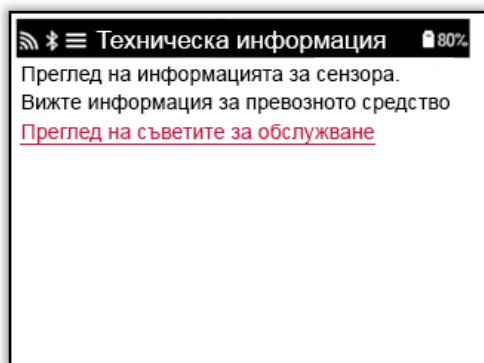 Техническа информация 80%
Преглед на информацията за сензора.
Вижте информация за превозното средство
Преглед на съветите за обслужване